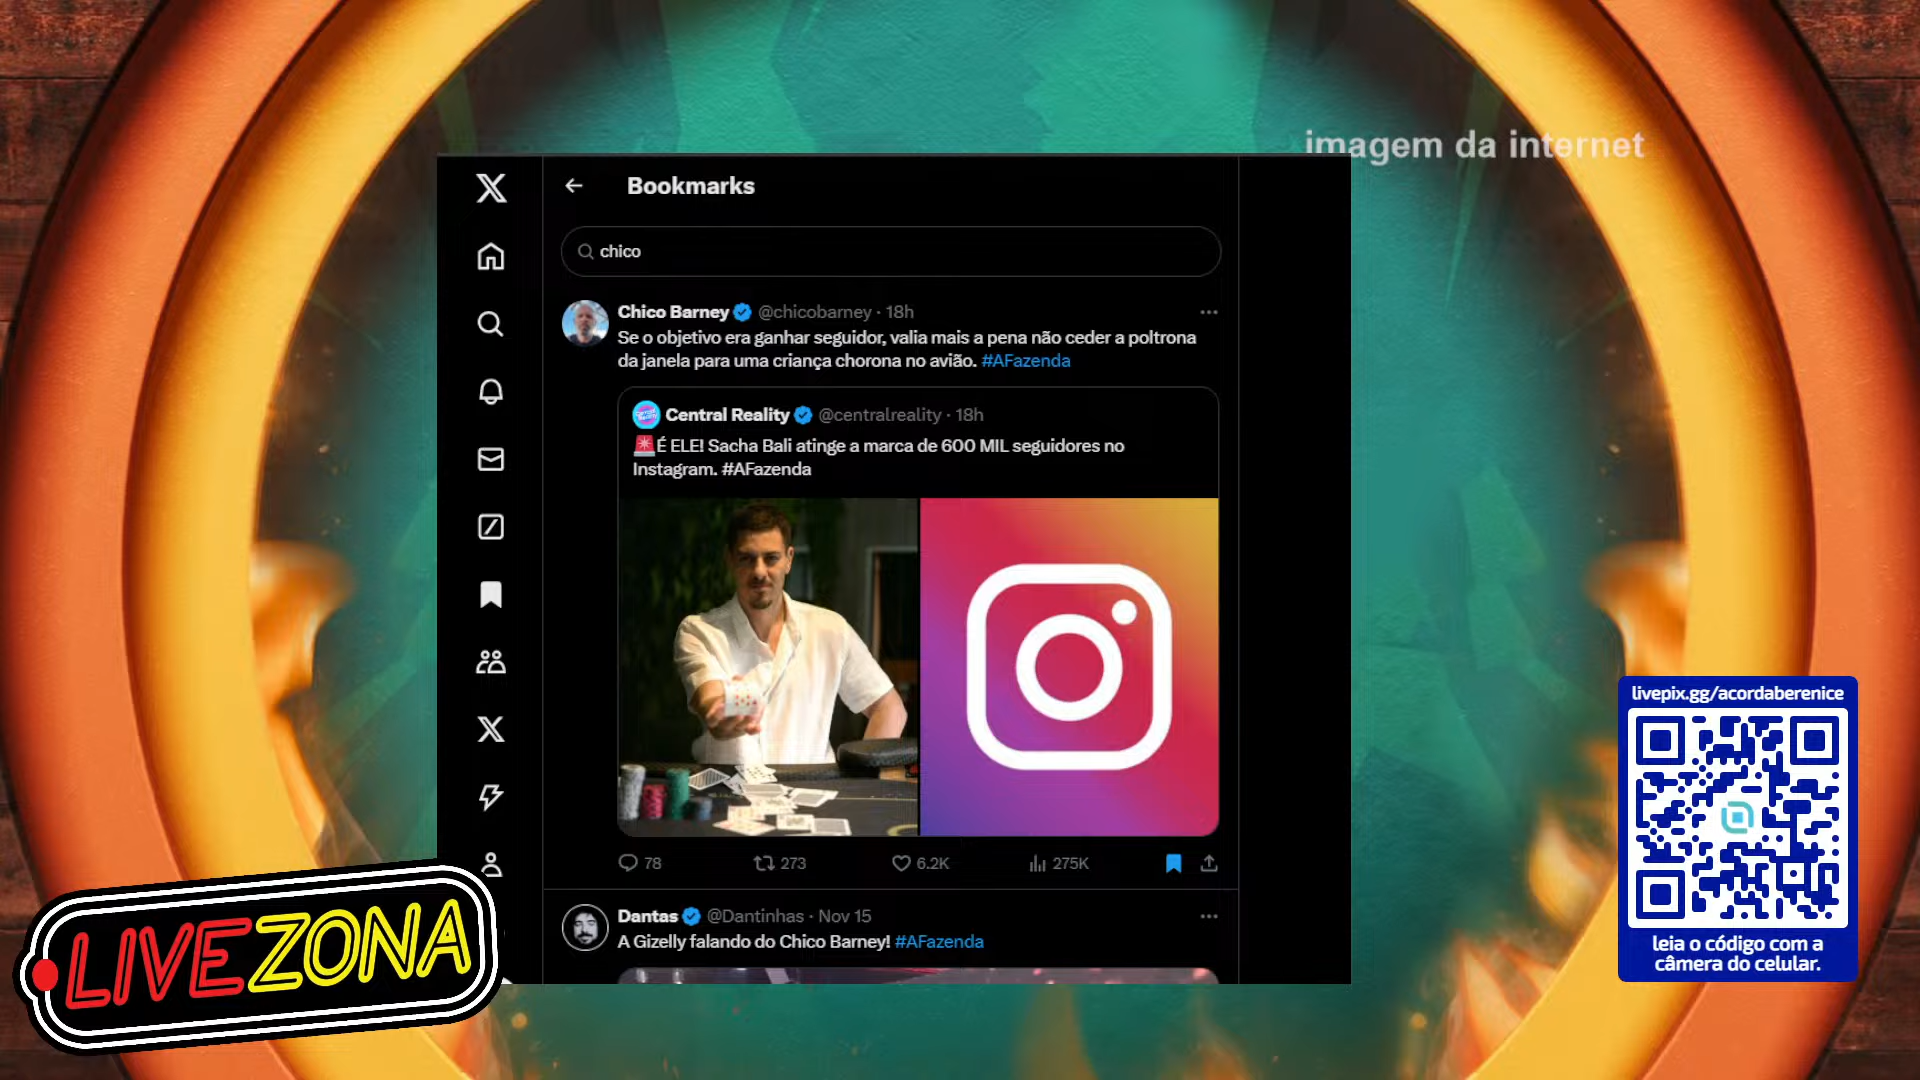 imagem da internet
Bookmarks
chico
Chico Barney @chicobarney · 18h
Se o objetivo era ganhar seguidor, valia mais a pena não ceder a poltrona
da janela para uma criança chorona no avião. #AFazenda
Central Reality @centralreality · 18h
🚨É ELE! Sacha Bali atinge a marca de 600 MIL seguidores no
Instagram. #AFazenda
78 273 6.2K 275K
Dantas @Dantinhas · Nov 15
A Gizelly falando do Chico Barney! #AFazenda
LIVEZONA
livepix.gg/acordaberenice
leia o código com a
câmera do celular.